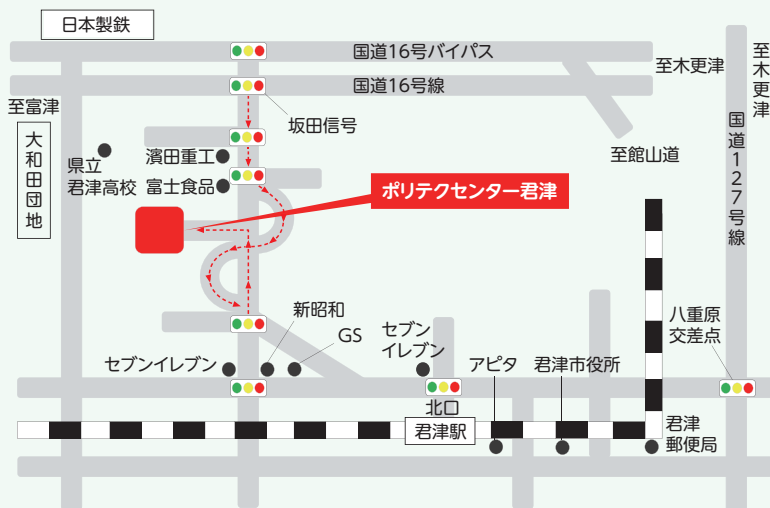 日本製鉄
国道16号バイパス
国道16号線
至木更津
至木更津
至富津
坂田信号
大和田団地
県立
君津高校
濱田重工
富士食品
至館山道
国道127号線
ポリテクセンター君津
新昭和
GS
セブン
イレブン
八重原
交差点
セブンイレブン
アピタ
君津市役所
北口
君津駅
君津
郵便局